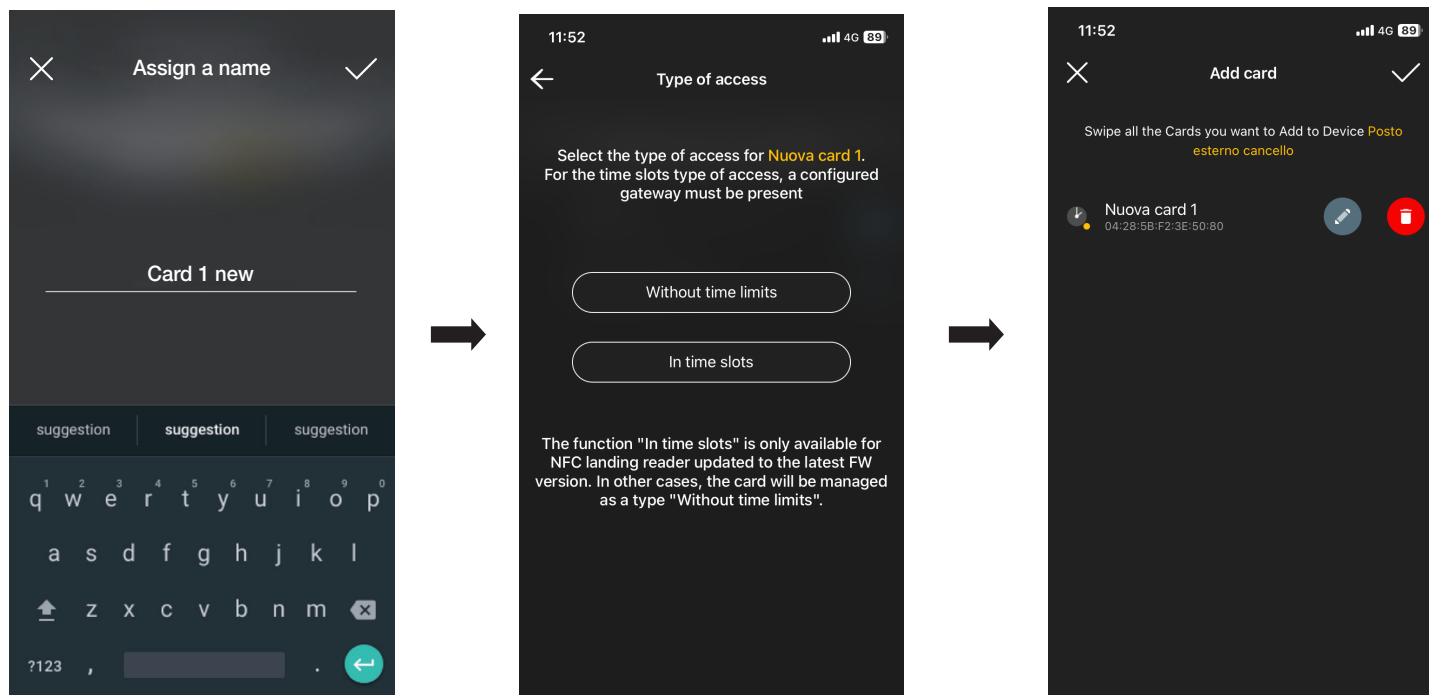 Assign a name
Card 1 new
suggestion suggestion suggestion
1 2 3 4 5 6 7 8 9 0
q w e r t y u i o p
a s d f g h j k l
z x c v b n m
?123 , .
11:52 4G 89
Type of access
Select the type of access for Nuova card 1.
For the time slots type of access, a configured
gateway must be present
Without time limits
In time slots
The function "In time slots" is only available for
NFC landing reader updated to the latest FW
version. In other cases, the card will be managed
as a type "Without time limits".
11:52 4G 89
Add card
Swipe all the Cards you want to Add to Device Posto
esterno cancello
Nuova card 1
04:28:5B:F2:3E:50:80